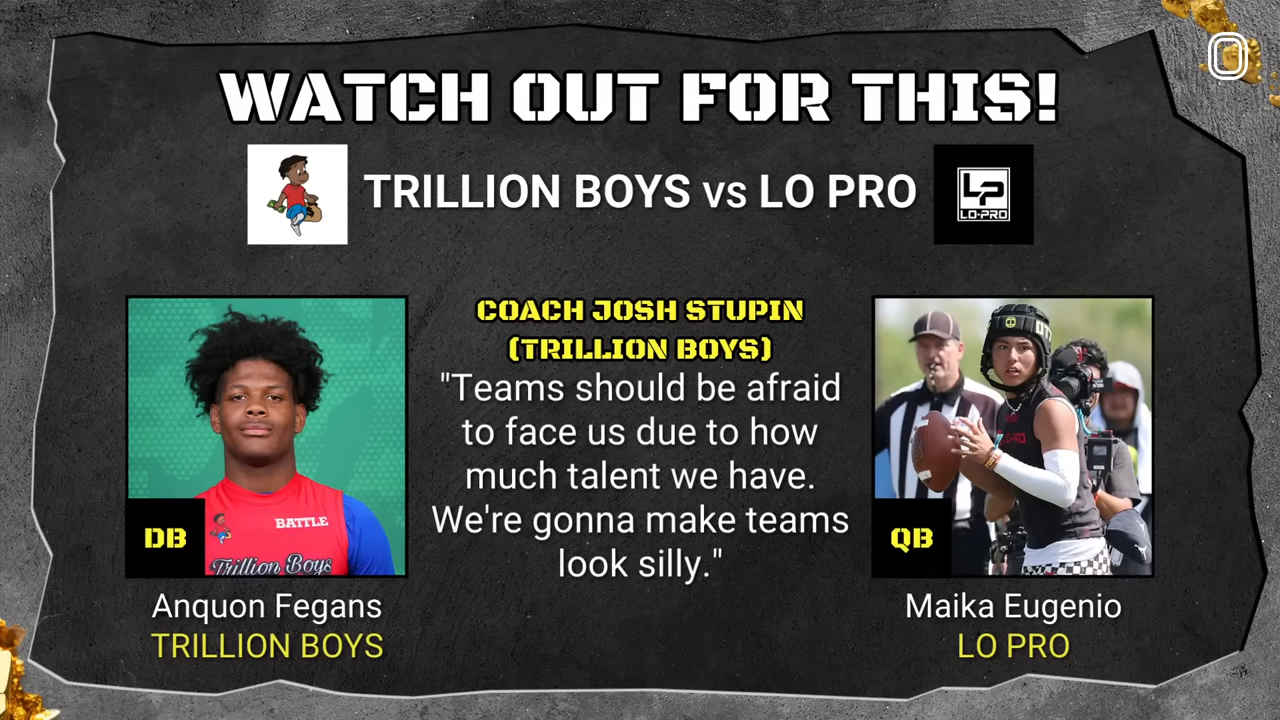 WATCH OUT FOR THIS!
TRILLION BOYS vs LO PRO
LP
LO-PRO
COACH JOSH STUPIN
(TRILLION BOYS)
"Teams should be afraid
to face us due to how
much talent we have.
We're gonna make teams
look silly."
BATTLE
Trillion Boys
DB
Anquon Fegans
TRILLION BOYS
QB
Maika Eugenio
LO PRO